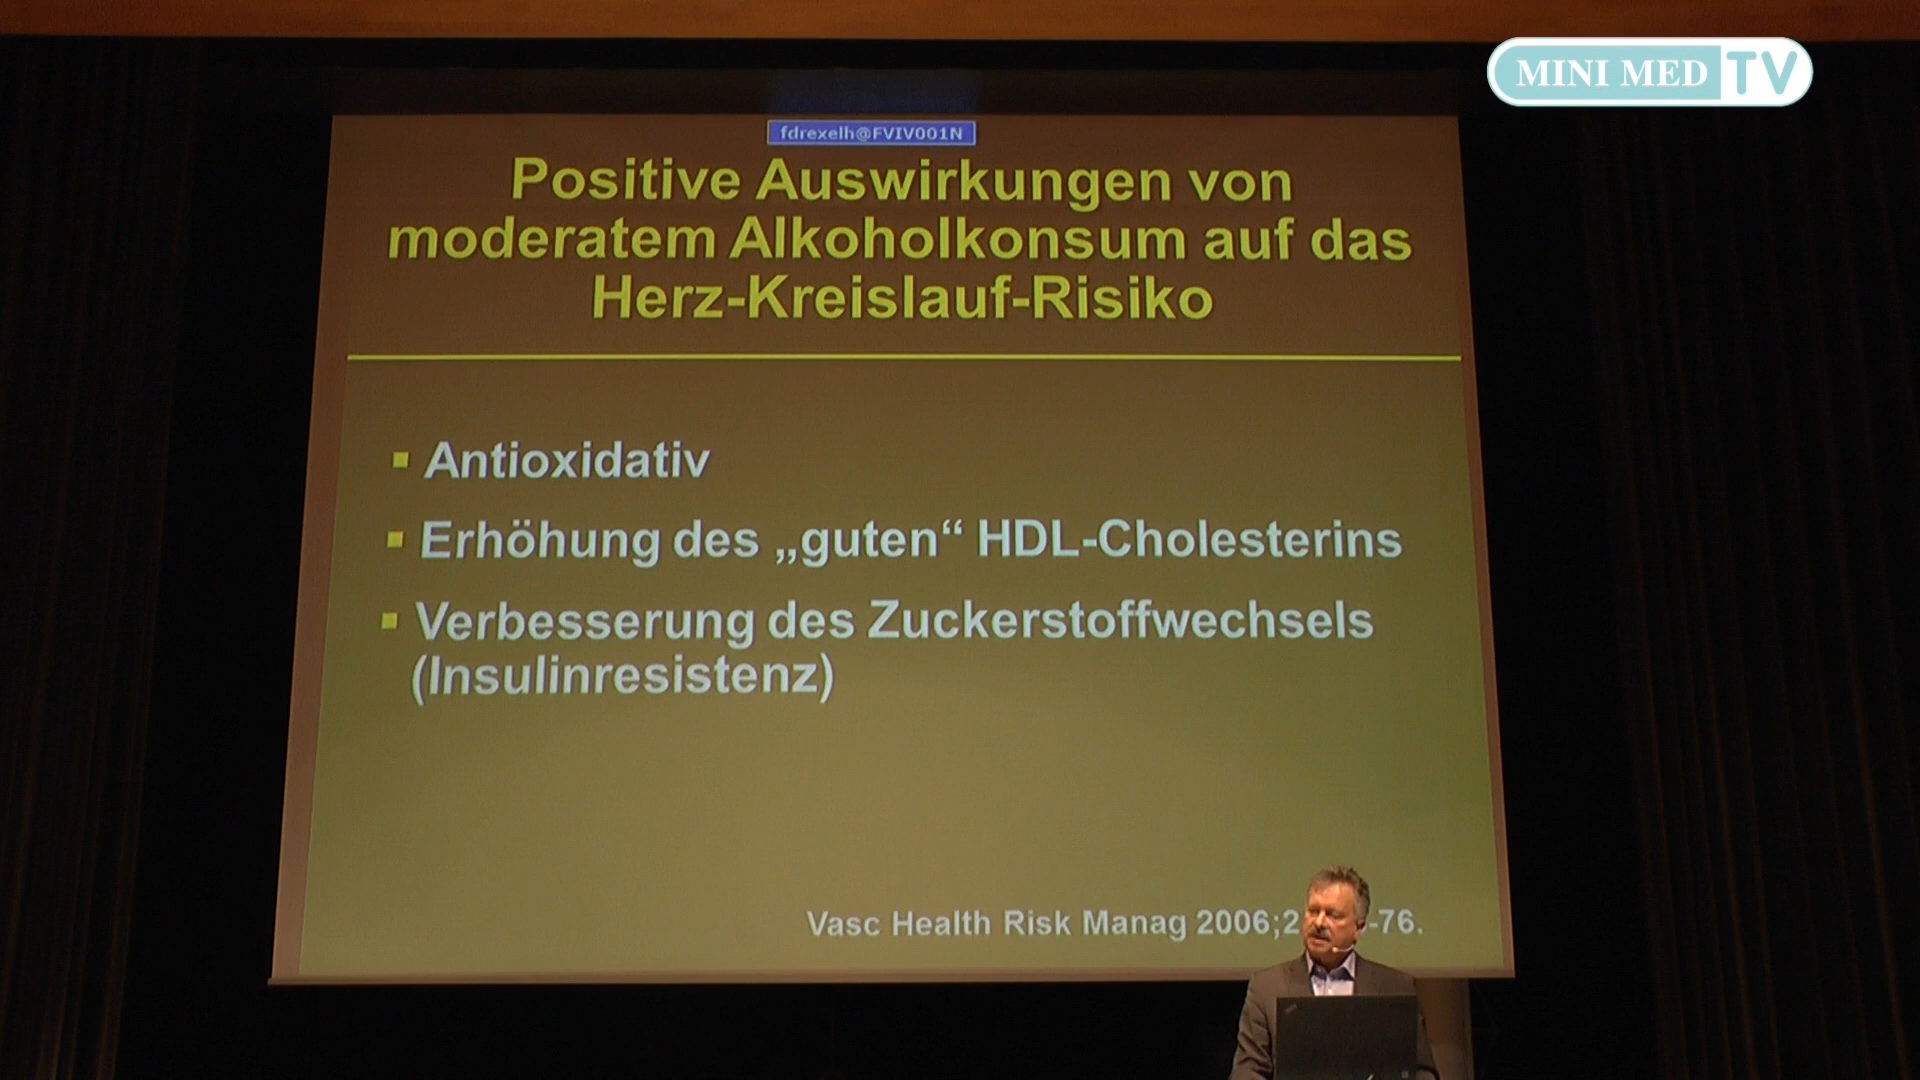 MINI MED TV
fdrexelh@FVIV001N
Positive Auswirkungen von
moderatem Alkoholkonsum auf das
Herz-Kreislauf-Risiko
Antioxidativ
Erhöhung des „guten“ HDL-Cholesterins
Verbesserung des Zuckerstoffwechsels
(Insulinresistenz)
Vasc Health Risk Manag 2006;2 -76.